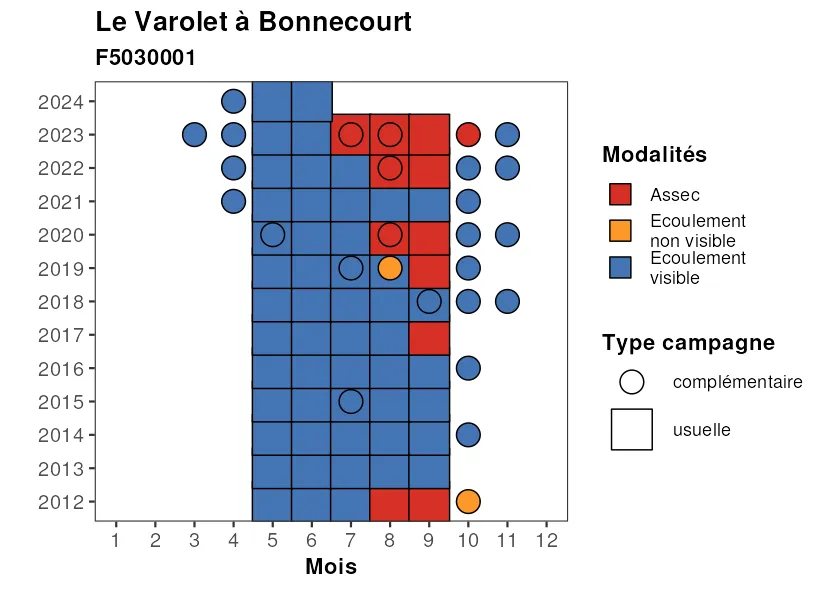 Le Varolet à Bonnecourt
F5030001
2024
2023
2022
2021
2020
2019
2018
2017
2016
2015
2014
2013
2012
1 2 3 4 5 6 7 8 9 10 11 12
Mois
Modalités
Assec
Ecoulement
non visible
Ecoulement
visible
Type campagne
complémentaire
usuelle